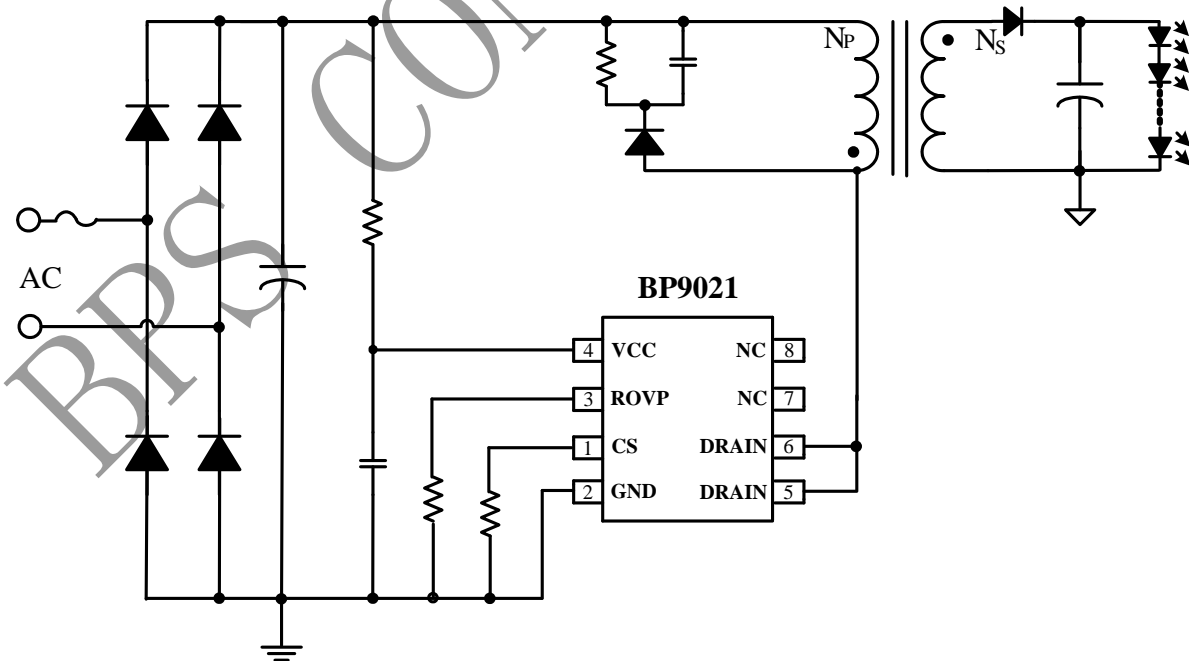 NP
NS
AC
BPS CON
BP9021
4 VCC NC 8
3 ROVP NC 7
1 CS DRAIN 6
2 GND DRAIN 5